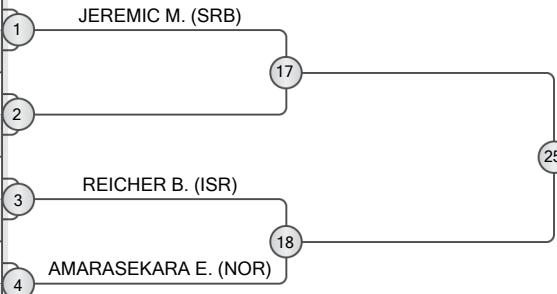 JEREMIC M. (SRB)
1
17
2
25
REICHER B. (ISR)
3
18
AMARASEKARA E. (NOR)
4